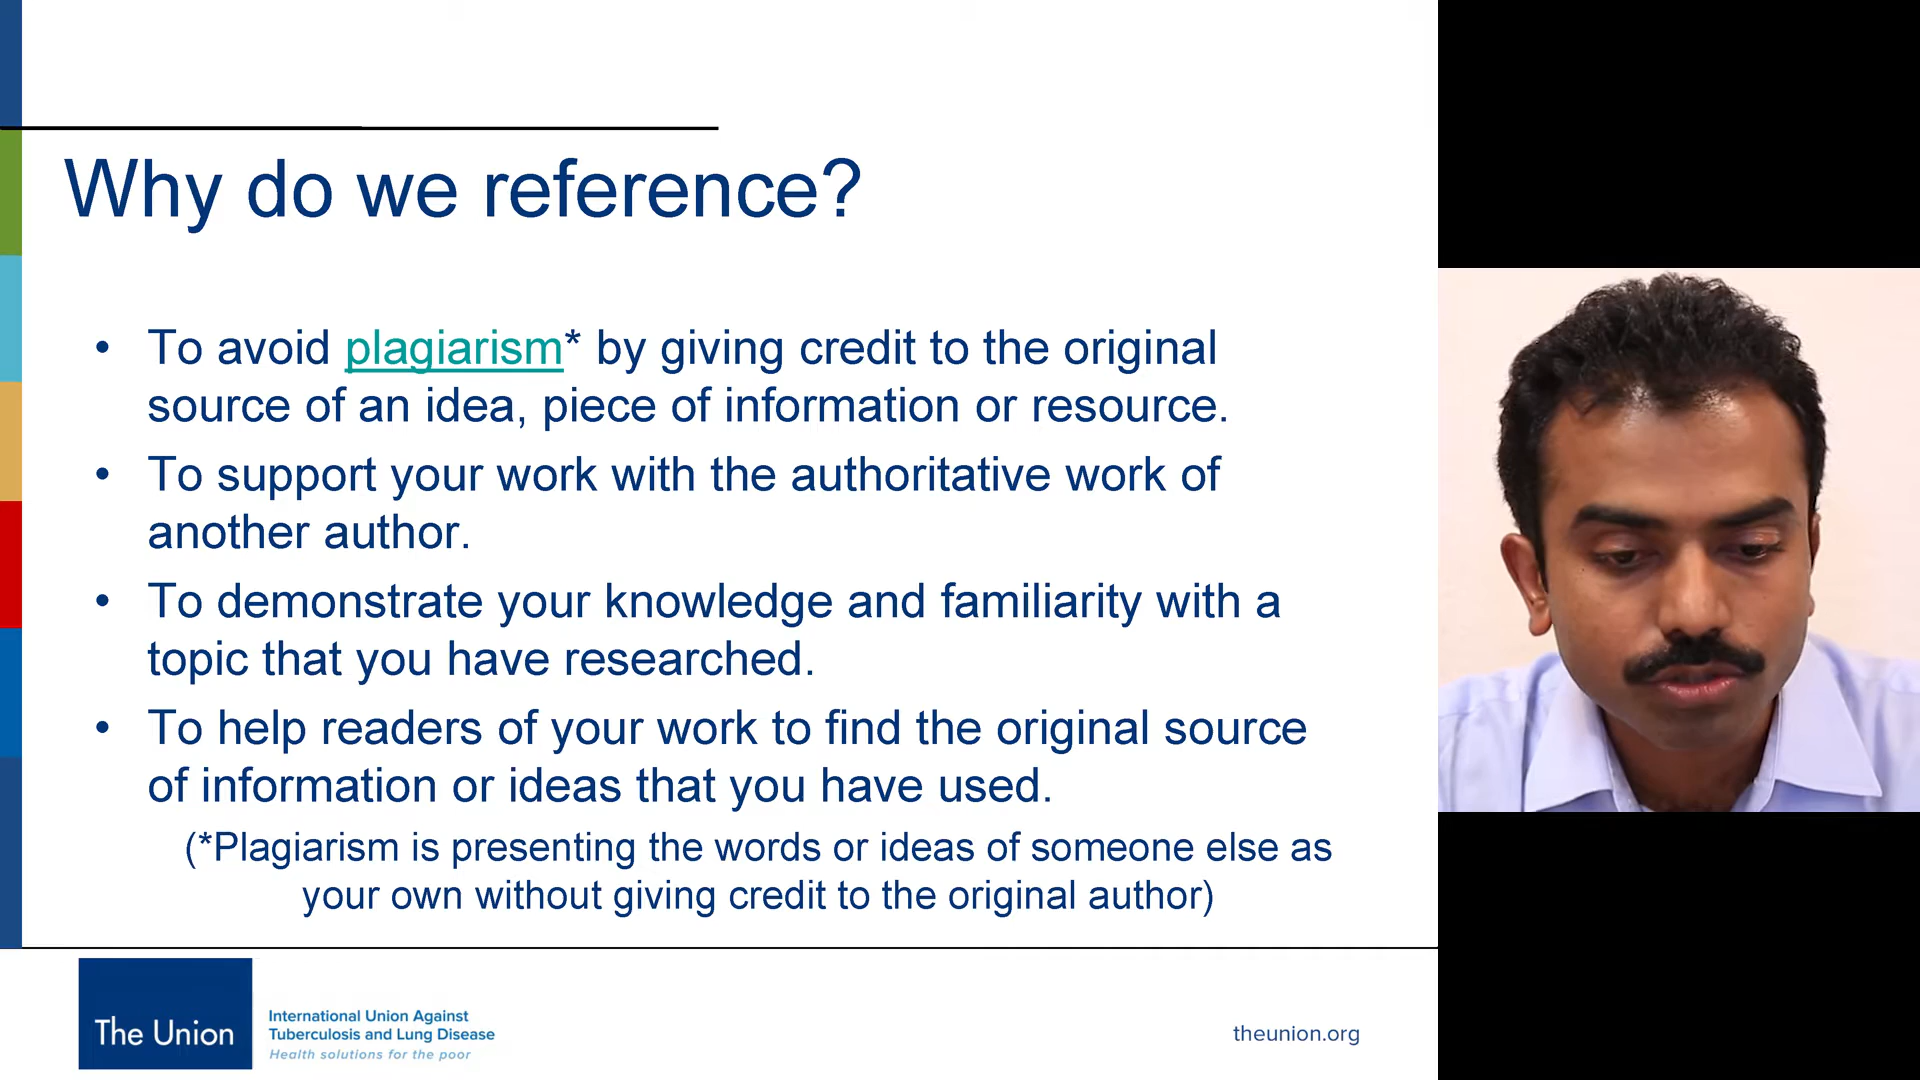 Why do we reference?
• To avoid plagiarism* by giving credit to the original
source of an idea, piece of information or resource.
• To support your work with the authoritative work of
another author.
• To demonstrate your knowledge and familiarity with a
topic that you have researched.
• To help readers of your work to find the original source
of information or ideas that you have used.
(*Plagiarism is presenting the words or ideas of someone else as
your own without giving credit to the original author)
The Union
International Union Against
Tuberculosis and Lung Disease
Health solutions for the poor
theunion.org